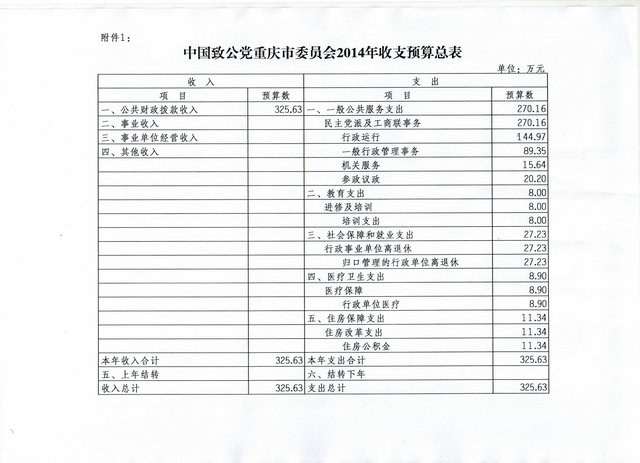 附件1：
中国致公党重庆市委员会2014年收支预算总表
单位：万元
收 入 支 出
项 目 预算数 项 目 预算数
一、公共财政拨款收入 325.63 一、一般公共服务支出 270.16
二、事业收入 民主党派及工商联事务 270.16
三、事业单位经营收入 行政运行 144.97
四、其他收入 一般行政管理事务 89.35
机关服务 15.64
参政议政 20.20
二、教育支出 8.00
进修及培训 8.00
培训支出 8.00
三、社会保障和就业支出 27.23
行政事业单位离退休 27.23
归口管理的行政单位离退休 27.23
四、医疗卫生支出 8.90
医疗保障 8.90
行政单位医疗 8.90
五、住房保障支出 11.34
住房改革支出 11.34
住房公积金 11.34
本年收入合计 325.63 本年支出合计 325.63
五、上年结转 六、结转下年
收入总计 325.63 支出总计 325.63